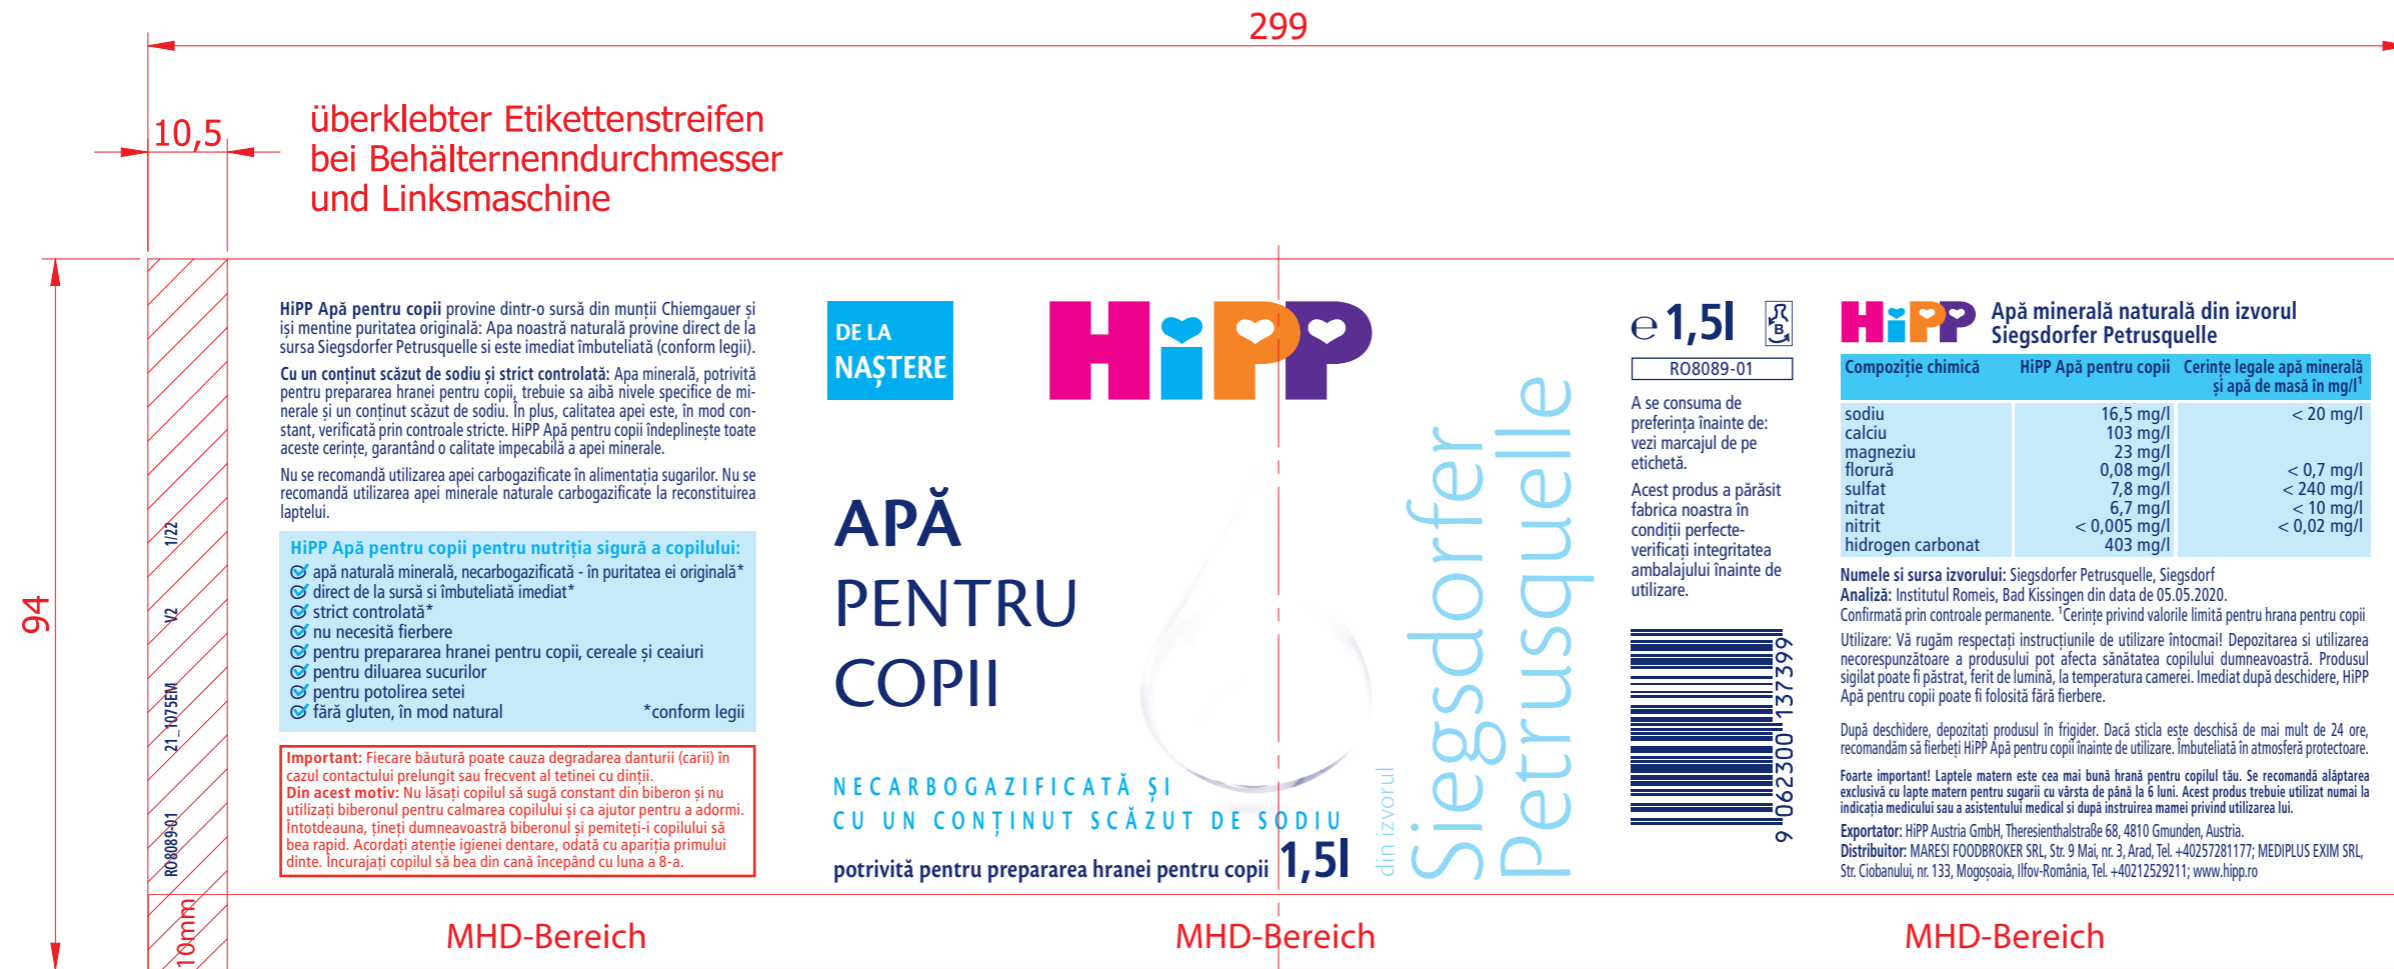 299
10,5
überklebter Etikettenstreifen
bei Behälternenndurchmesser
und Linksmaschine
94
RO8089-01 21_1075EM V2 1/22
10mm
HiPP Apă pentru copii provine dintr-o sursă din munții Chiemgauer și
iși mentine puritatea originală: Apa noastră naturală provine direct de la
sursa Siegsdorfer Petrusquelle si este imediat îmbuteliată (conform legii).
Cu un conținut scăzut de sodiu și strict controlată: Apa minerală, potrivită
pentru prepararea hranei pentru copii, trebuie sa aibă nivele specifice de mi-
nerale și un conținut scăzut de sodiu. În plus, calitatea apei este, în mod con-
stant, verificată prin controale stricte. HiPP Apă pentru copii îndeplinește toate
aceste cerințe, garantând o calitate impecabilă a apei minerale.
Nu se recomandă utilizarea apei carbogazificate în alimentația sugarilor. Nu se
recomandă utilizarea apei minerale naturale carbogazificate la reconstituirea
laptelui.
HiPP Apă pentru copii pentru nutriția sigură a copilului:
apă naturală minerală, necarbogazificată - în puritatea ei originală*
direct de la sursă si îmbuteliată imediat*
strict controlată*
nu necesită fierbere
pentru prepararea hranei pentru copii, cereale și ceaiuri
pentru diluarea sucurilor
pentru potolirea setei
fără gluten, în mod natural *conform legii
Important: Fiecare băutură poate cauza degradarea danturii (carii) în
cazul contactului prelungit sau frecvent al tetinei cu dinții.
Din acest motiv: Nu lăsați copilul să sugă constant din biberon și nu
utilizați biberonul pentru calmarea copilului și ca ajutor pentru a adormi.
Întotdeauna, țineți dumneavoastră biberonul și pemiteți-i copilului să
bea rapid. Acordați atenție igienei dentare, odată cu apariția primului
dinte. Încurajați copilul să bea din cană începând cu luna a 8-a.
DE LA
NAȘTERE
HiPP
APĂ
PENTRU
COPII
NECARBOGAZIFICATĂ ȘI
CU UN CONȚINUT SCĂZUT DE SODIU
potrivită pentru prepararea hranei pentru copii 1,5l
din izvorul
Siegsdorfer
Petrusquelle
e 1,5l
B
RO8089-01
A se consuma de
preferința înainte de:
vezi marcajul de pe
etichetă.
Acest produs a părăsit
fabrica noastra în
condiții perfecte-
verificați integritatea
ambalajului înainte de
utilizare.
9 062300 137399
HiPP
Apă minerală naturală din izvorul
Siegsdorfer Petrusquelle
Compoziție chimică HiPP Apă pentru copii Cerințe legale apă minerală
și apă de masă în mg/l¹
sodiu 16,5 mg/l < 20 mg/l
calciu 103 mg/l
magneziu 23 mg/l
florură 0,08 mg/l < 0,7 mg/l
sulfat 7,8 mg/l < 240 mg/l
nitrat 6,7 mg/l < 10 mg/l
nitrit < 0,005 mg/l < 0,02 mg/l
hidrogen carbonat 403 mg/l
Numele si sursa izvorului: Siegsdorfer Petrusquelle, Siegsdorf
Analiză: Institutul Romeis, Bad Kissingen din data de 05.05.2020.
Confirmată prin controale permanente. ¹Cerințe privind valorile limită pentru hrana pentru copii
Utilizare: Vă rugăm respectați instrucțiunile de utilizare întocmai! Depozitarea si utilizarea
necorespunzătoare a produsului pot afecta sănătatea copilului dumneavoastră. Produsul
sigilat poate fi păstrat, ferit de lumină, la temperatura camerei. Imediat după deschidere, HiPP
Apă pentru copii poate fi folosită fără fierbere.
După deschidere, depozitați produsul în frigider. Dacă sticla este deschisă de mai mult de 24 ore,
recomandăm să fierbeți HiPP Apă pentru copii înainte de utilizare. Îmbuteliată în atmosferă protectoare.
Foarte important! Laptele matern este cea mai bună hrană pentru copilul tău. Se recomandă alăptarea
exclusivă cu lapte matern pentru sugarii cu vârsta de până la 6 luni. Acest produs trebuie utilizat numai la
indicația medicului sau a asistentului medical si după instruirea mamei privind utilizarea lui.
Exportator: HiPP Austria GmbH, Theresienthalstraße 68, 4810 Gmunden, Austria.
Distribuitor: MARESI FOODBROKER SRL, Str. 9 Mai, nr. 3, Arad, Tel. +40257281177; MEDIPLUS EXIM SRL,
Str. Ciobanului, nr. 133, Mogoșoaia, Ilfov-România, Tel. +40212529211; www.hipp.ro
MHD-Bereich MHD-Bereich MHD-Bereich